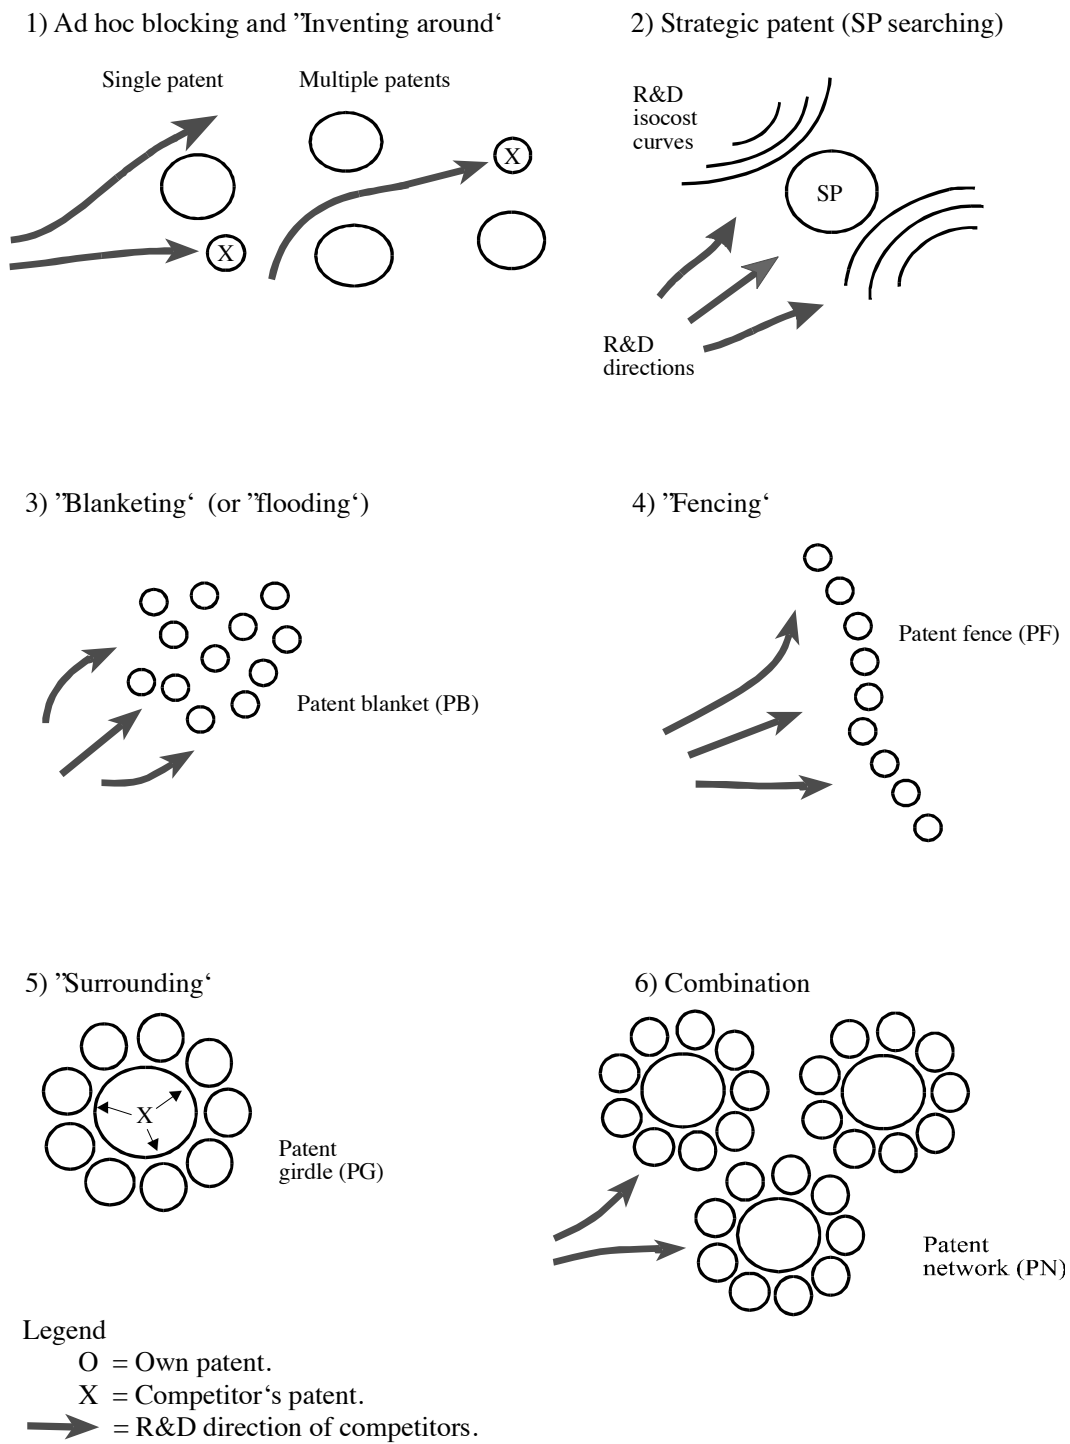 1) Ad hoc blocking and ”Inventing around‘
Single patent
Multiple patents
X
X
2) Strategic patent (SP searching)
R&D
isocost
curves
SP
R&D
directions
3) ”Blanketing‘ (or ”flooding‘)
Patent blanket (PB)
4) ”Fencing‘
Patent fence (PF)
5) ”Surrounding‘
X
Patent
girdle (PG)
6) Combination
Patent
network (PN)
Legend
O = Own patent.
X = Competitor‘s patent.
= R&D direction of competitors.